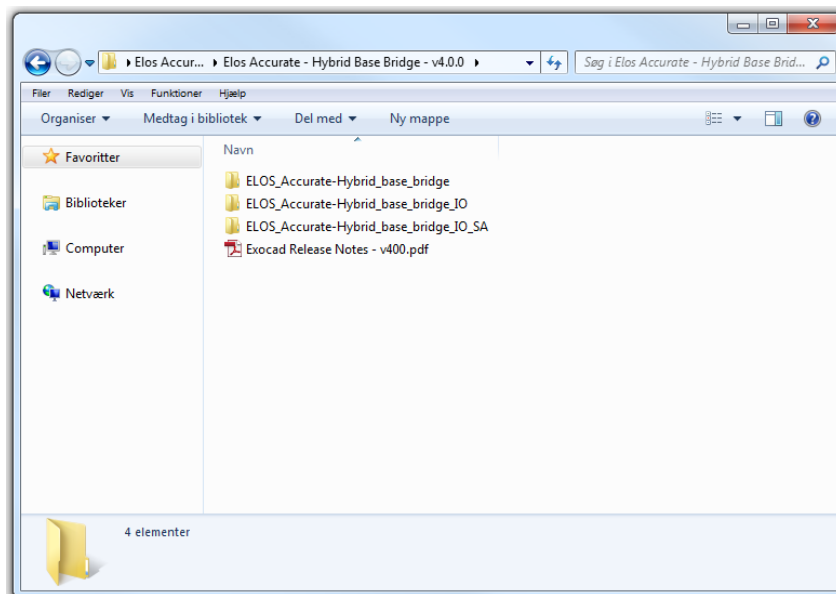 Elos Accur... Elos Accurate - Hybrid Base Bridge - v4.0.0 Søg i Elos Accurate - Hybrid Base Brid...
Filer Rediger Vis Funktioner Hjælp
Organiser Medtag i bibliotek Del med Ny mappe
Favoritter
Biblioteker
Computer
Netværk
Navn
ELOS_Accurate-Hybrid_base_bridge
ELOS_Accurate-Hybrid_base_bridge_IO
ELOS_Accurate-Hybrid_base_bridge_IO_SA
Exocad Release Notes - v400.pdf
4 elementer